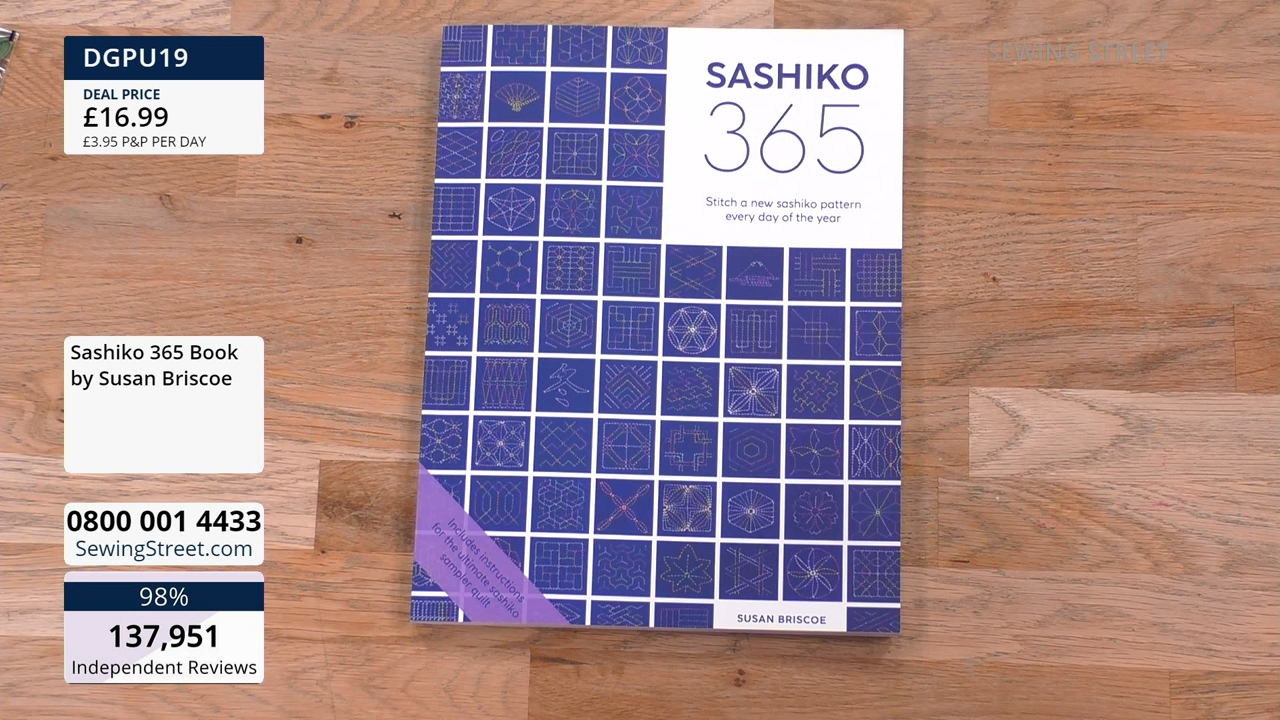 DGPU19
DEAL PRICE
£16.99
£3.95 P&P PER DAY
Sashiko 365 Book
by Susan Briscoe
0800 001 4433
SewingStreet.com
98%
137,951
Independent Reviews
SEWING STREET
SASHIKO
365
Stitch a new sashiko pattern
every day of the year
Includes instructions
for the ultimate sashiko
sampler quilt
SUSAN BRISCOE